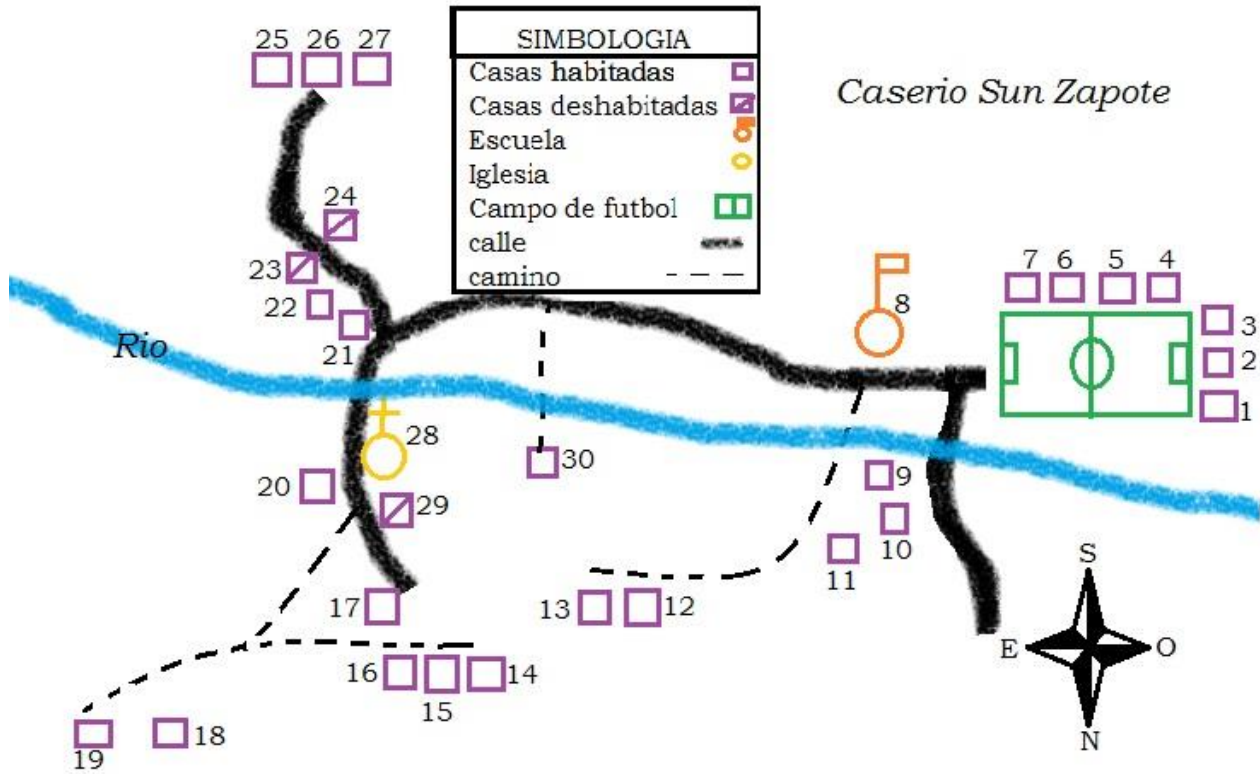 25 26 27
SIMBOLOGIA
Casas habitadas
Casas deshabitadas
Escuela
Iglesia
Campo de futbol
calle
camino
Caserio Sun Zapote
24
23
22
21
Rio
8
7 6 5 4
3
2
1
28
20
29
30
9
10
11
17
13 12
16
15
14
19
18
S
E O
N